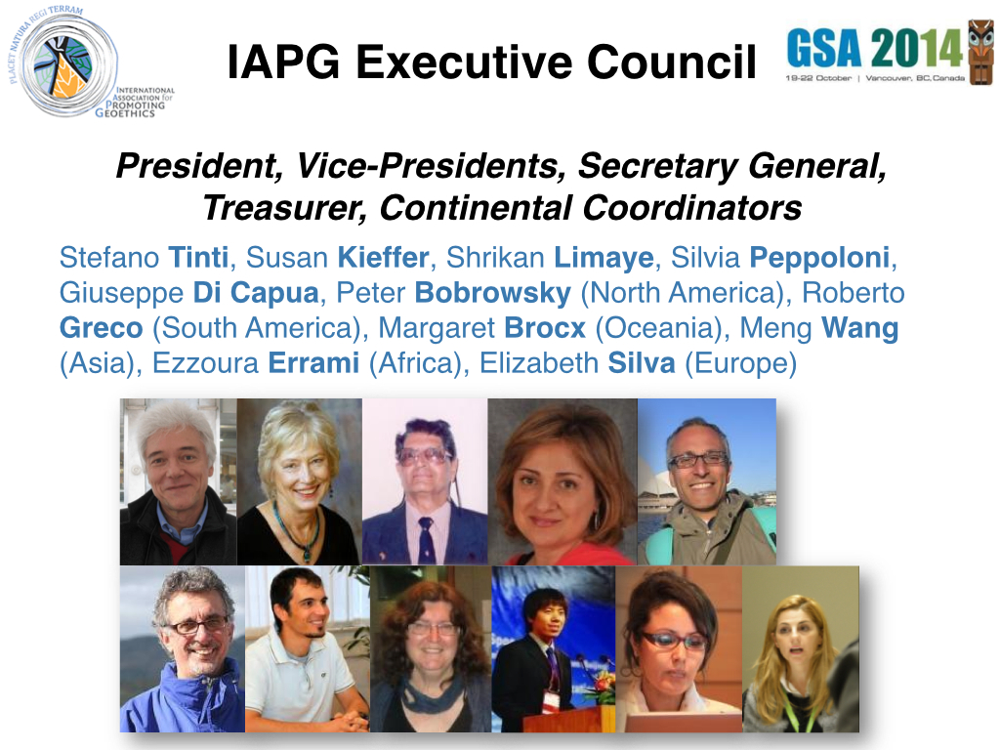 PLACET NATURA REGI TERRAM
INTERNATIONAL
ASSOCIATION for
PROMOTING
GEOETHICS
IAPG Executive Council
GSA 2014
19-22 October | Vancouver, BC, Canada
President, Vice-Presidents, Secretary General,
Treasurer, Continental Coordinators
Stefano Tinti, Susan Kieffer, Shrikan Limaye, Silvia Peppoloni,
Giuseppe Di Capua, Peter Bobrowsky (North America), Roberto
Greco (South America), Margaret Brocx (Oceania), Meng Wang
(Asia), Ezzoura Errami (Africa), Elizabeth Silva (Europe)